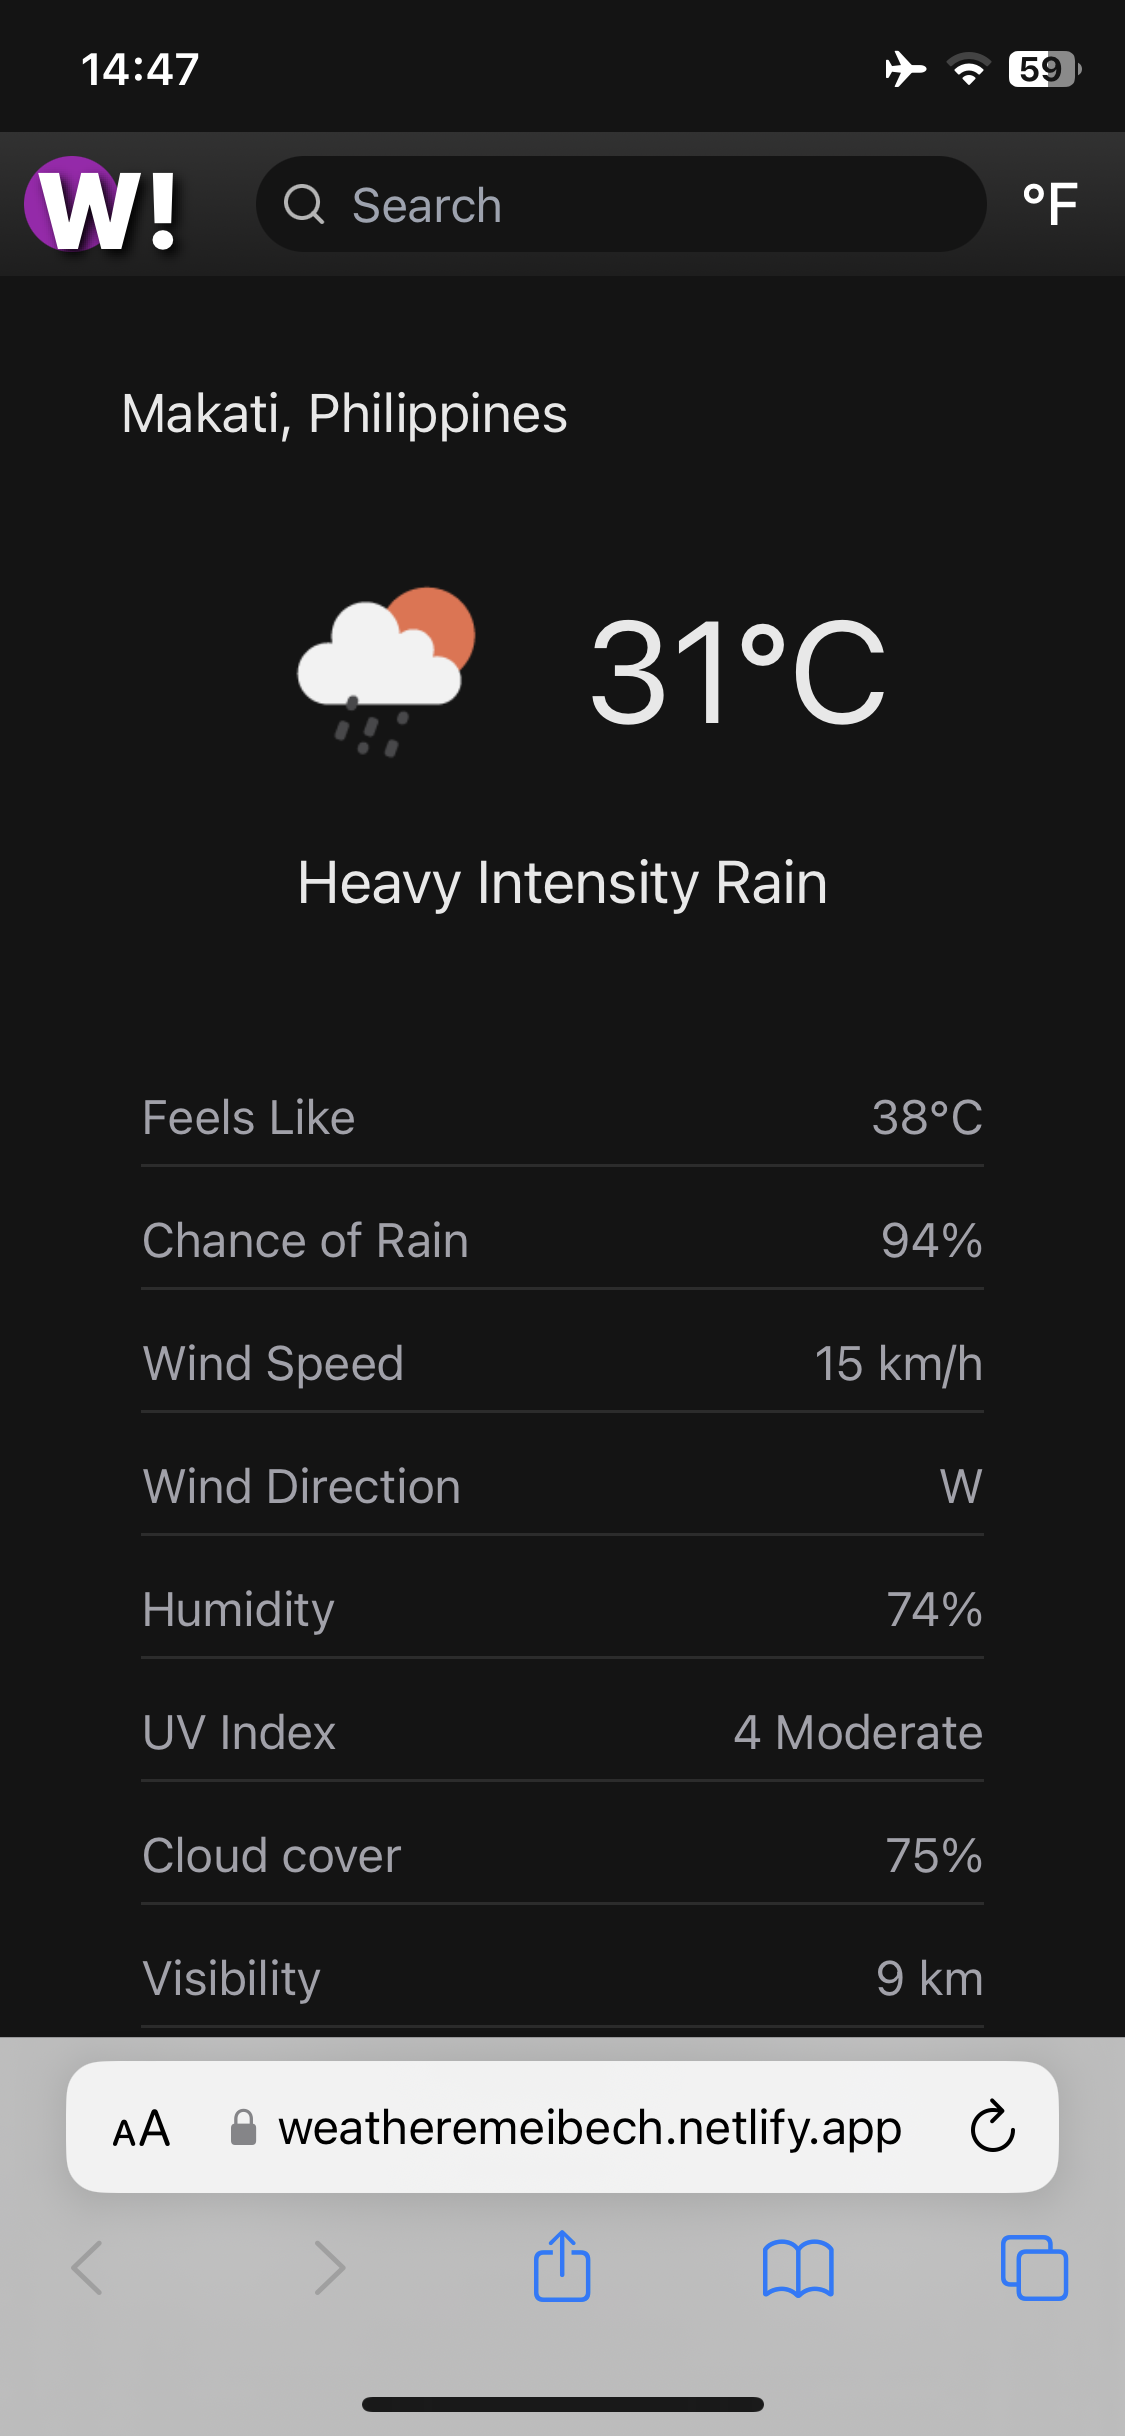 14:47
59
W!
Search
°F
Makati, Philippines
31°C
Heavy Intensity Rain
Feels Like 38°C
Chance of Rain 94%
Wind Speed 15 km/h
Wind Direction W
Humidity 74%
UV Index 4 Moderate
Cloud cover 75%
Visibility 9 km
AA weatheremeibech.netlify.app